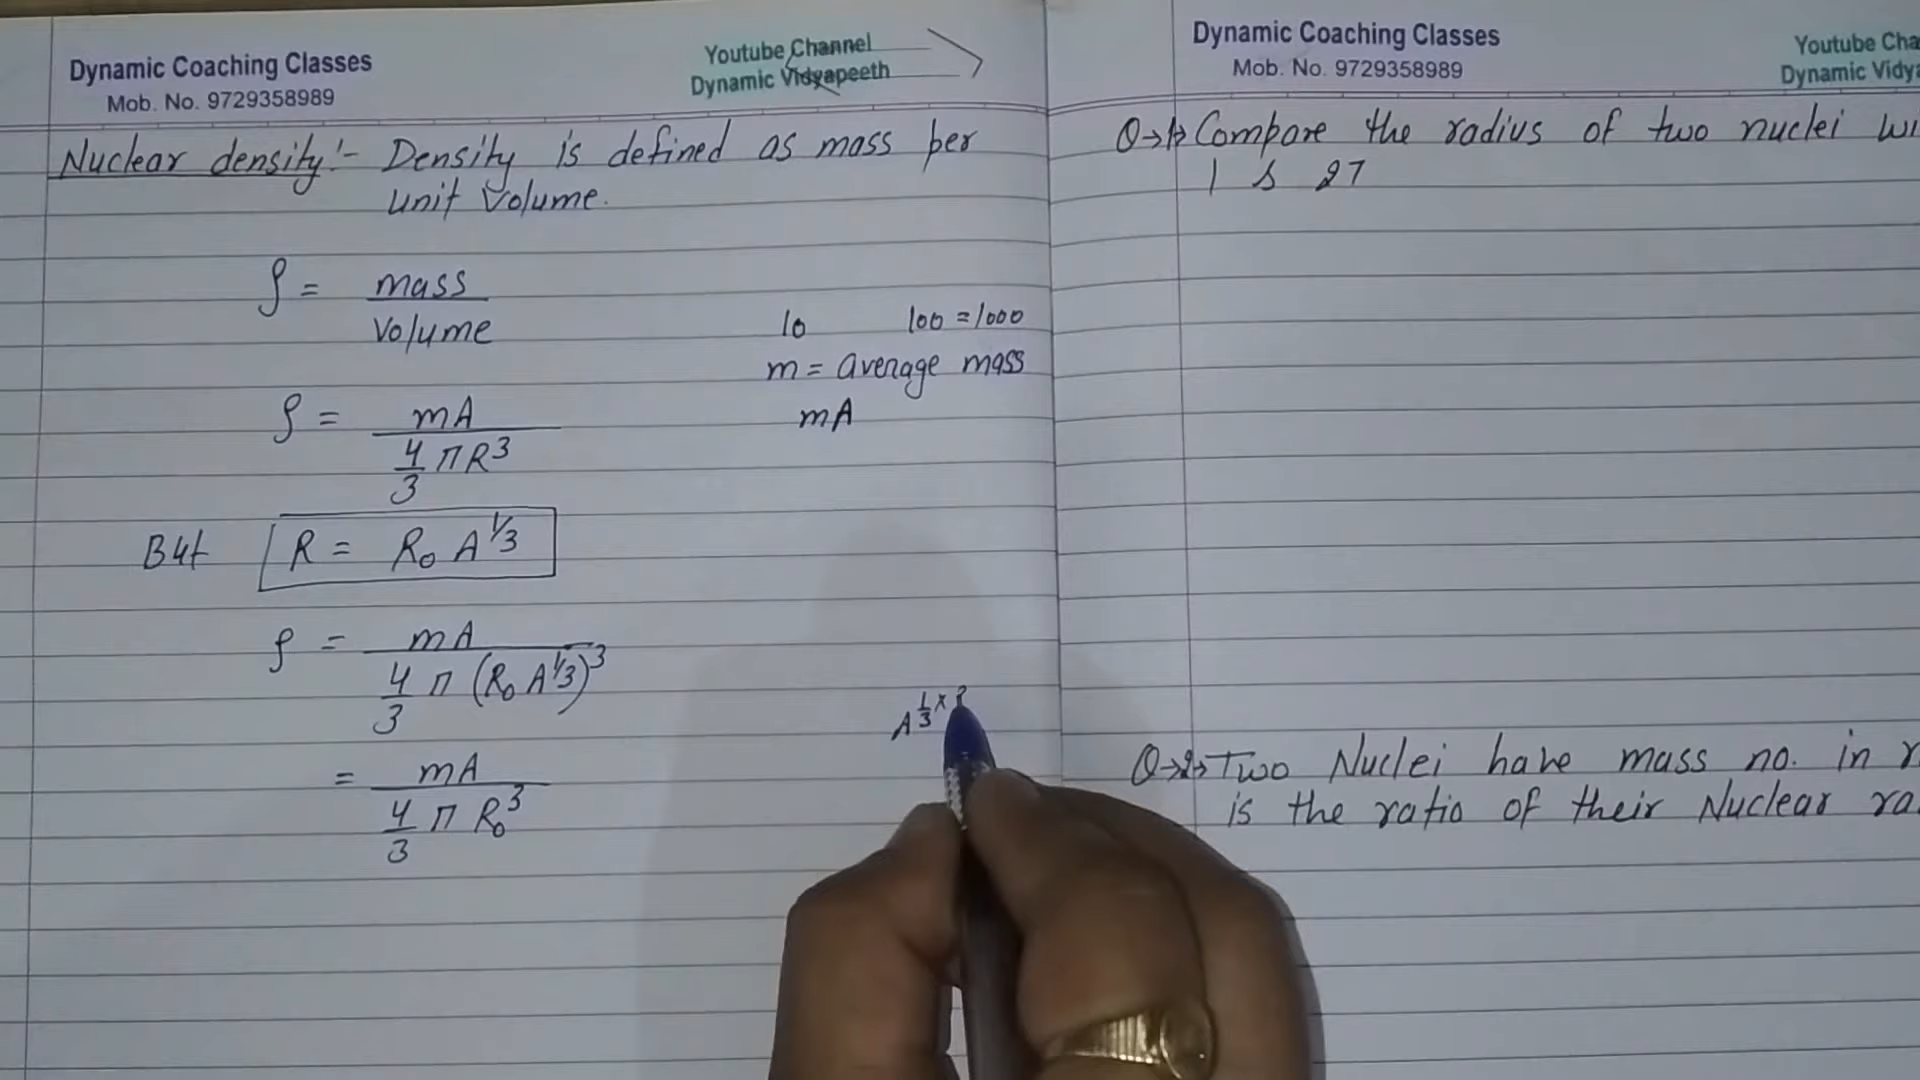 Dynamic Coaching Classes
Mob. No. 9729358989
Youtube Channel
Dynamic Vidyapeeth
Nuclear density:- Density is defined as mass per
unit Volume.
ρ = mass / Volume
10 100 = 1000
m = average mass
mA
ρ = mA / (4/3 π R³)
But R = R₀ A^1/3
ρ = mA / (4/3 π (R₀ A^1/3)³)
A^1/3 ×
= mA / (4/3 π R₀³)
Dynamic Coaching Classes
Mob. No. 9729358989
Youtube Cha
Dynamic Vidya
Q→1→ Compare the radius of two nuclei wi
1 & 27
Q→2→ Two Nuclei have mass no. in r
is the ratio of their Nuclear ra